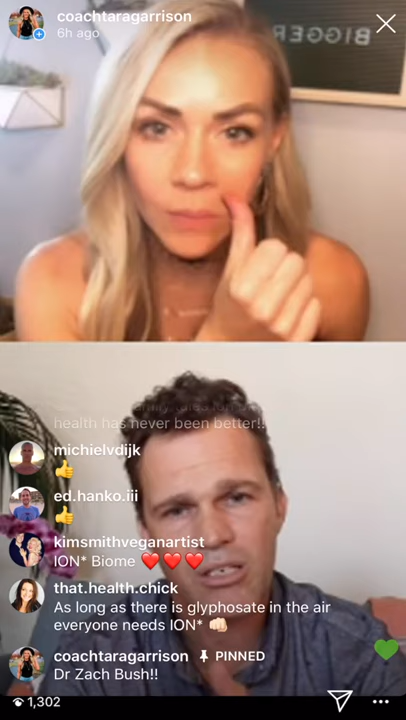 coachtaragarrison
6h ago
BIGGER
health has never been better!!
michielvdijk
👍
ed.hanko.iii
👍
kimsmithveganartist
ION* Biome ❤️❤️❤️
that.health.chick
As long as there is glyphosate in the air
everyone needs ION* 👊🏻
coachtaragarrison PINNED
Dr Zach Bush!!
1,302